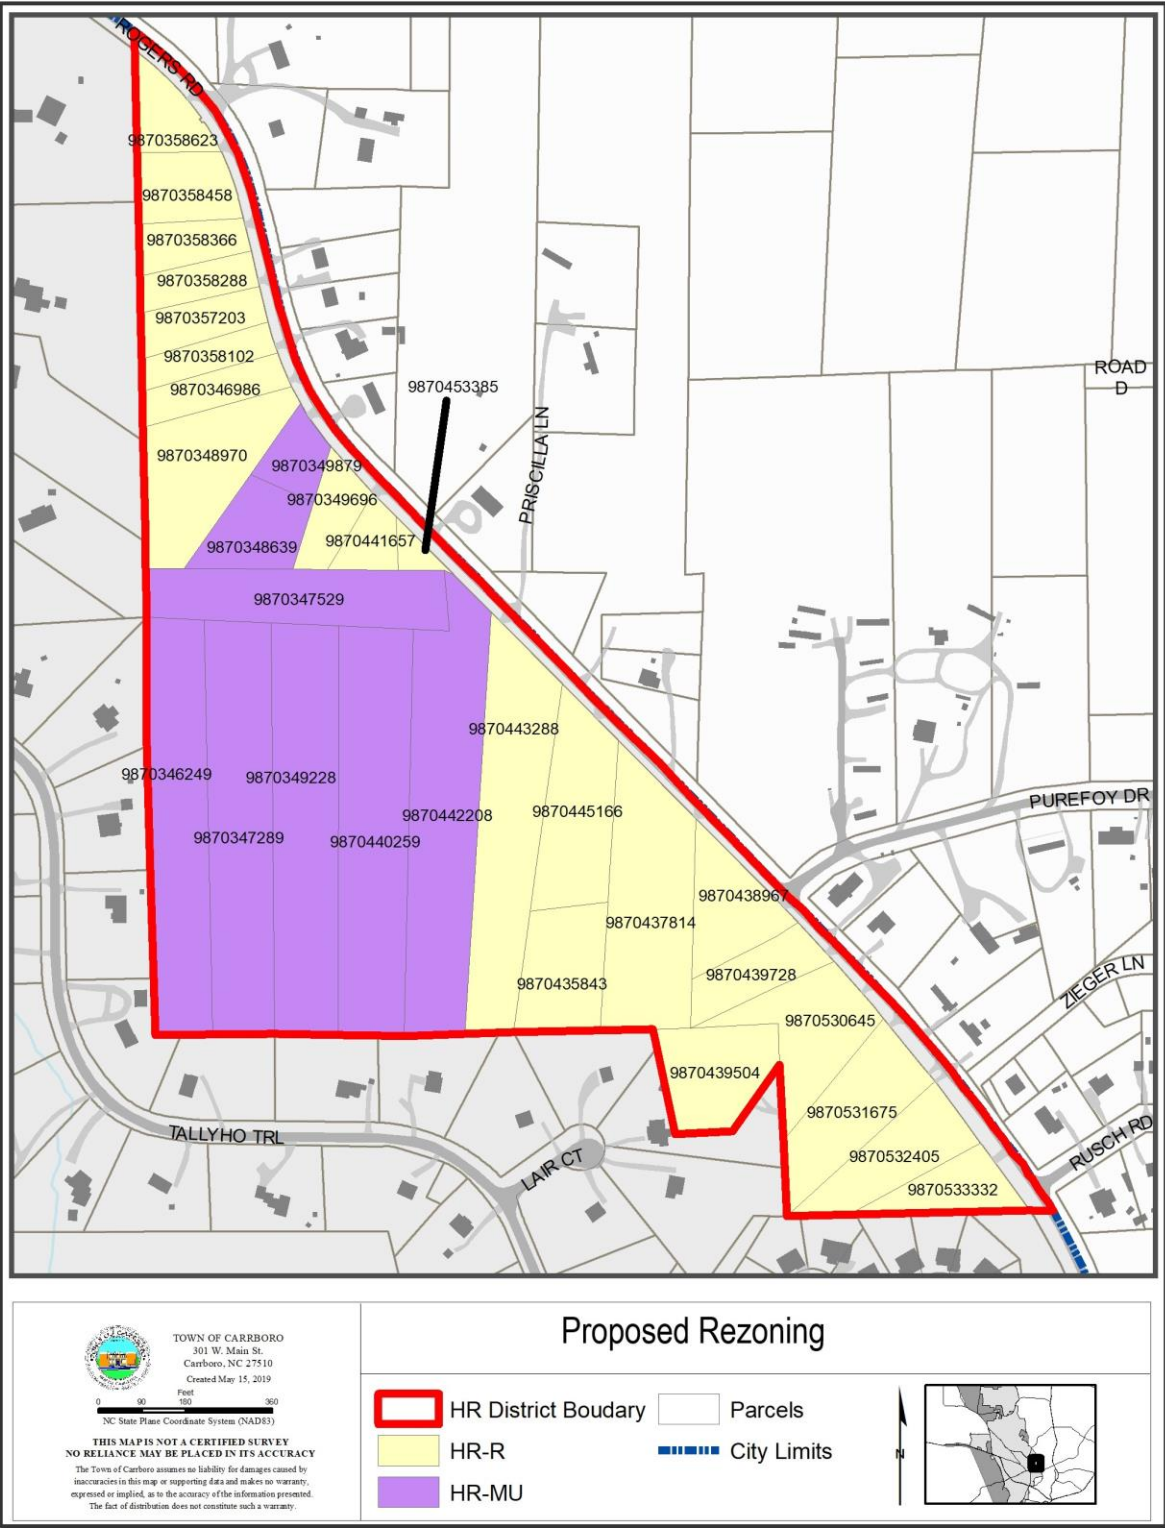 ROGERS RD
9870358623
9870358458
9870358366
9870358288
9870357203
9870358102
9870346986
9870453385
ROAD
D
PRISCILLA LN
9870348970
9870349879
9870349696
9870441657
9870348639
9870347529
9870443288
9870346249
9870349228
9870445166
9870442208
9870347289
9870440259
PUREFOY DR
9870438967
9870437814
9870439728
9870435843
ZIEGER LN
9870530645
9870439504
9870531675
TALLYHO TRL
LAIR CT
9870532405
RUSCH RD
9870533332
TOWN OF CARRBORO
301 W. Main St.
Carrboro, NC 27510
Created May 15, 2019
Feet
0 90 180 360
NC State Plane Coordinate System (NAD83)
THIS MAP IS NOT A CERTIFIED SURVEY
NO RELIANCE MAY BE PLACED IN ITS ACCURACY
The Town of Carrboro assumes no liability for damages caused by
inaccuracies in this map or supporting data and makes no warranty,
expressed or implied, as to the accuracy of the information presented.
The fact of distribution does not constitute such a warranty.
Proposed Rezoning
HR District Boudary
Parcels
HR-R
City Limits
HR-MU
N